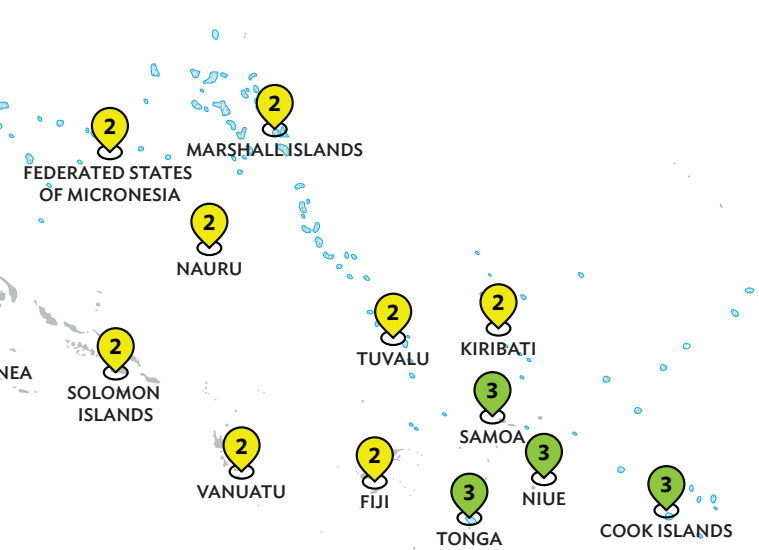 2
MARSHALL ISLANDS
2
FEDERATED STATES
OF MICRONESIA
2
NAURU
2
TUVALU
2
KIRIBATI
2
SOLOMON
ISLANDS
NEA
3
SAMOA
2
VANUATU
2
FIJI
3
NIUE
3
TONGA
3
COOK ISLANDS